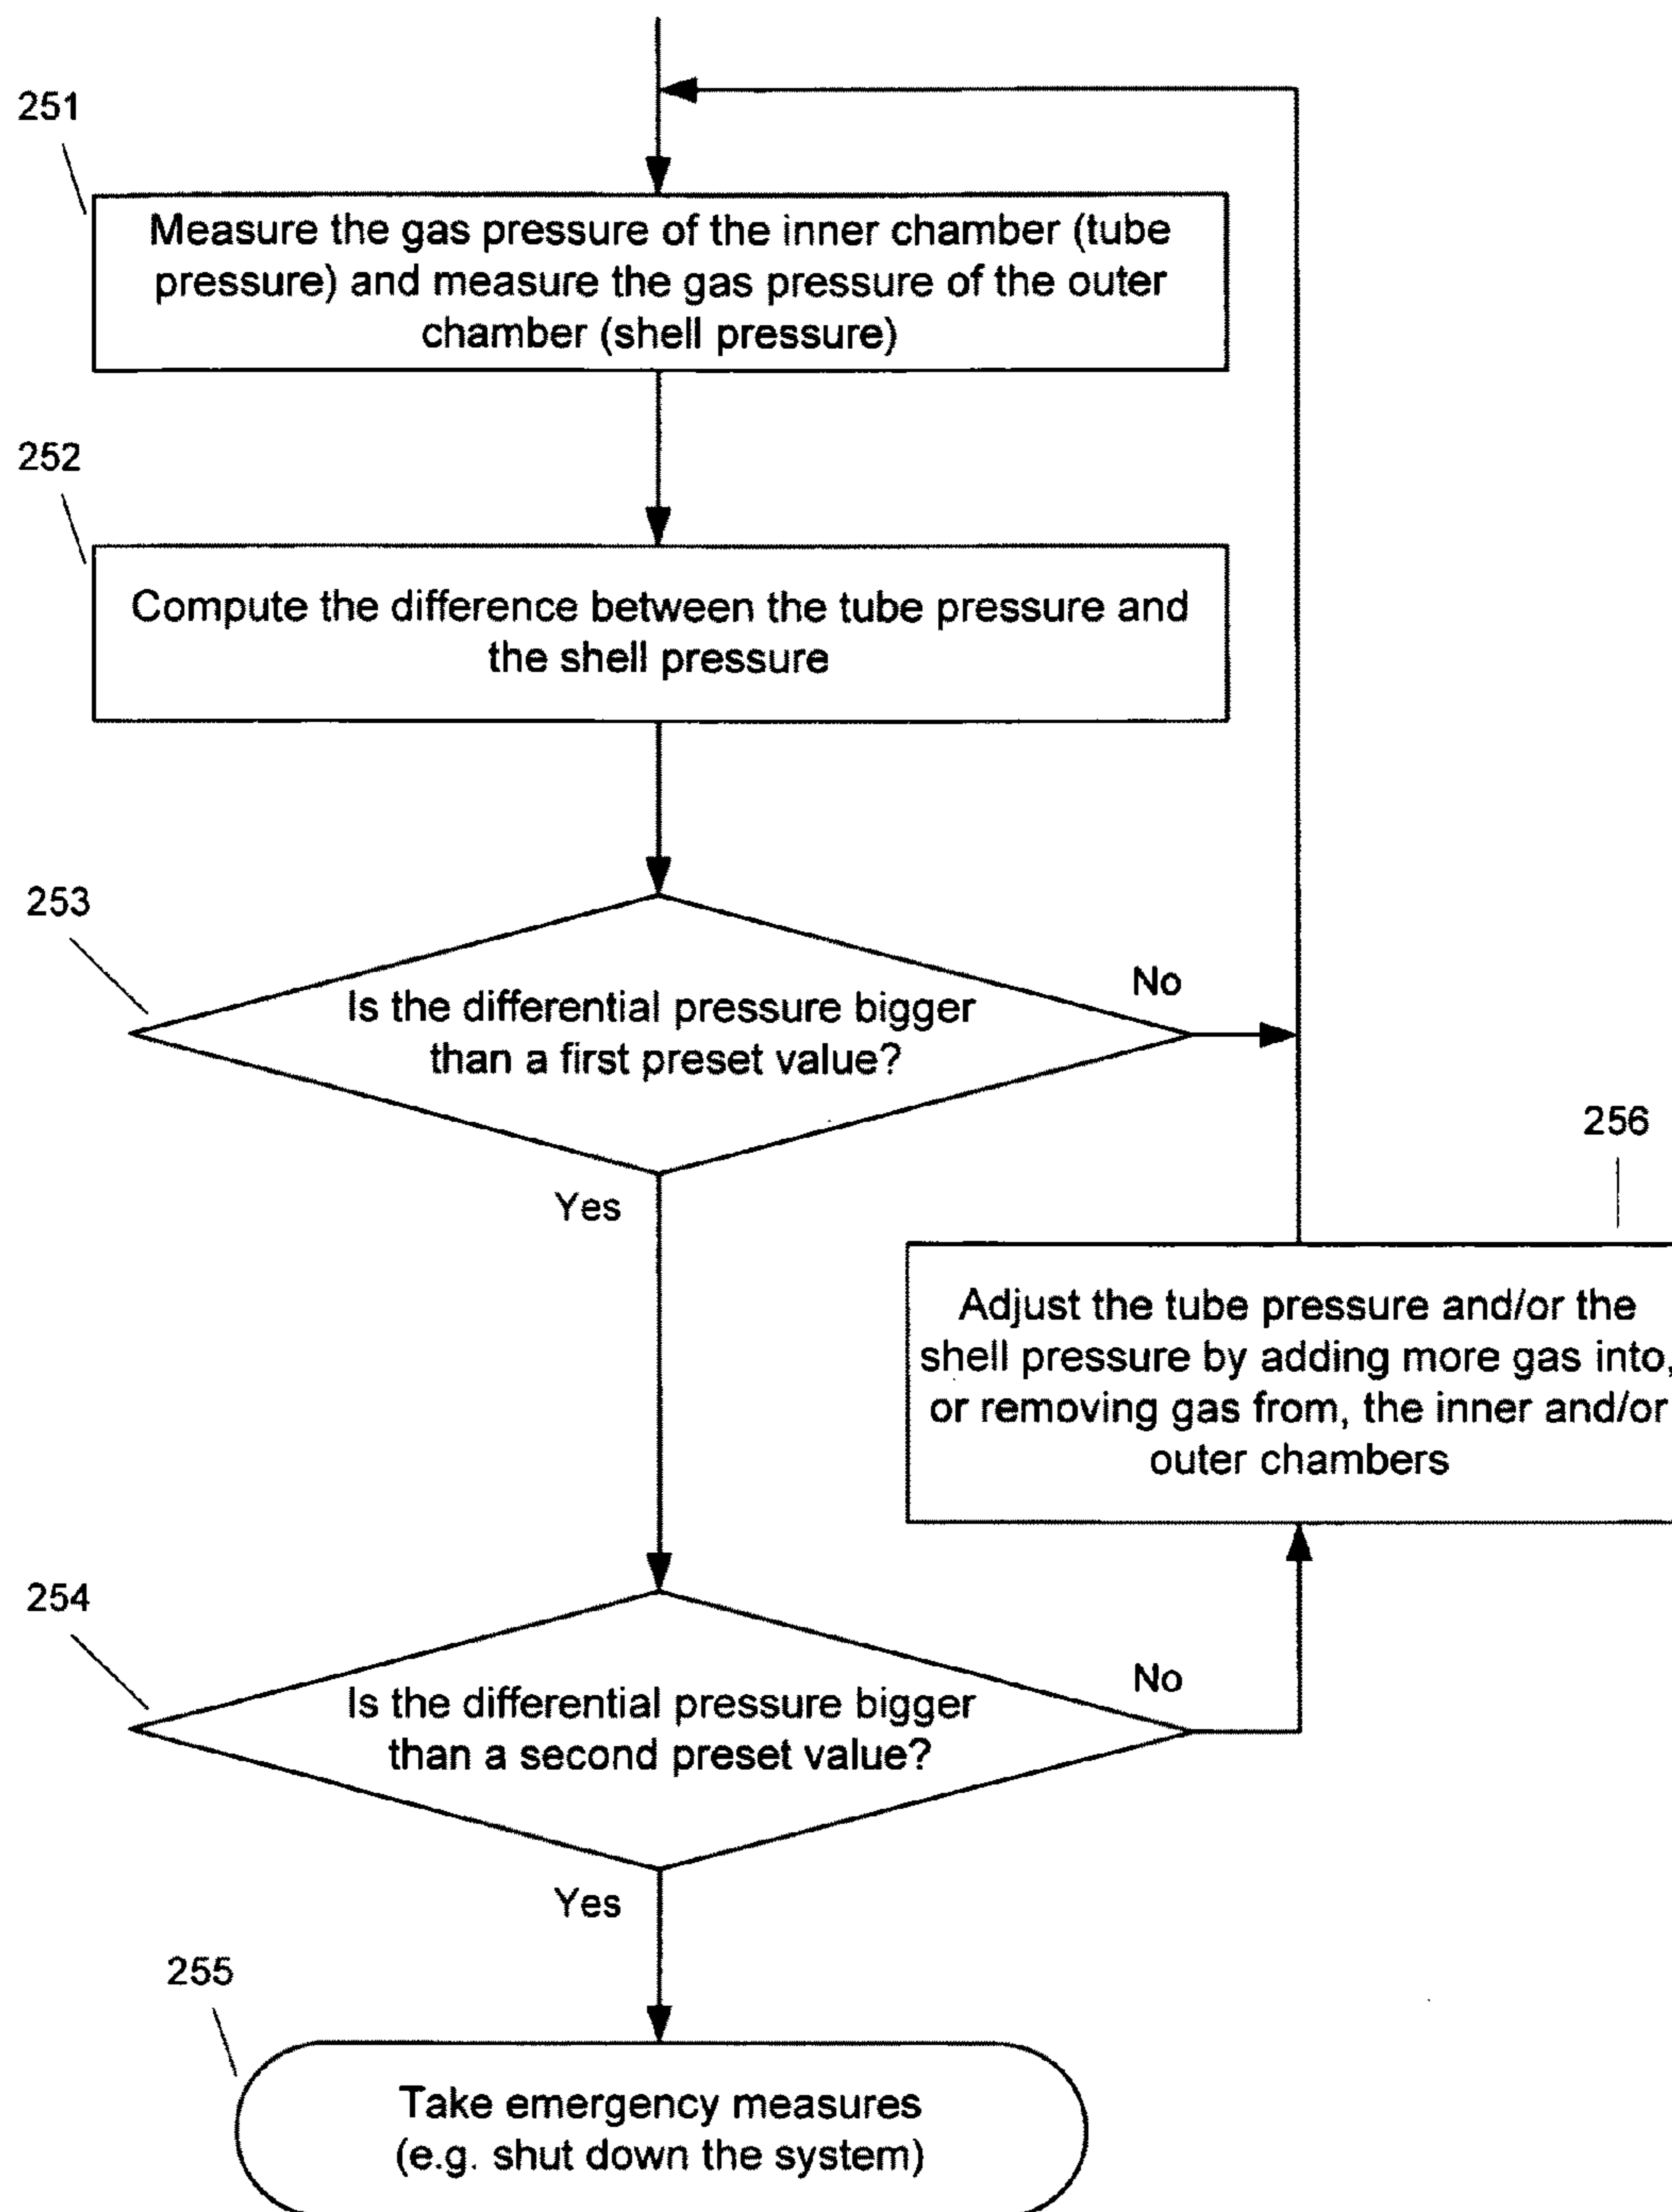 251
Measure the gas pressure of the inner chamber (tube
pressure) and measure the gas pressure of the outer
chamber (shell pressure)
252
Compute the difference between the tube pressure and
the shell pressure
253
Is the differential pressure bigger
than a first preset value?
No
Yes
256
Adjust the tube pressure and/or the
shell pressure by adding more gas into,
or removing gas from, the inner and/or
outer chambers
254
Is the differential pressure bigger
than a second preset value?
No
Yes
255
Take emergency measures
(e.g. shut down the system)